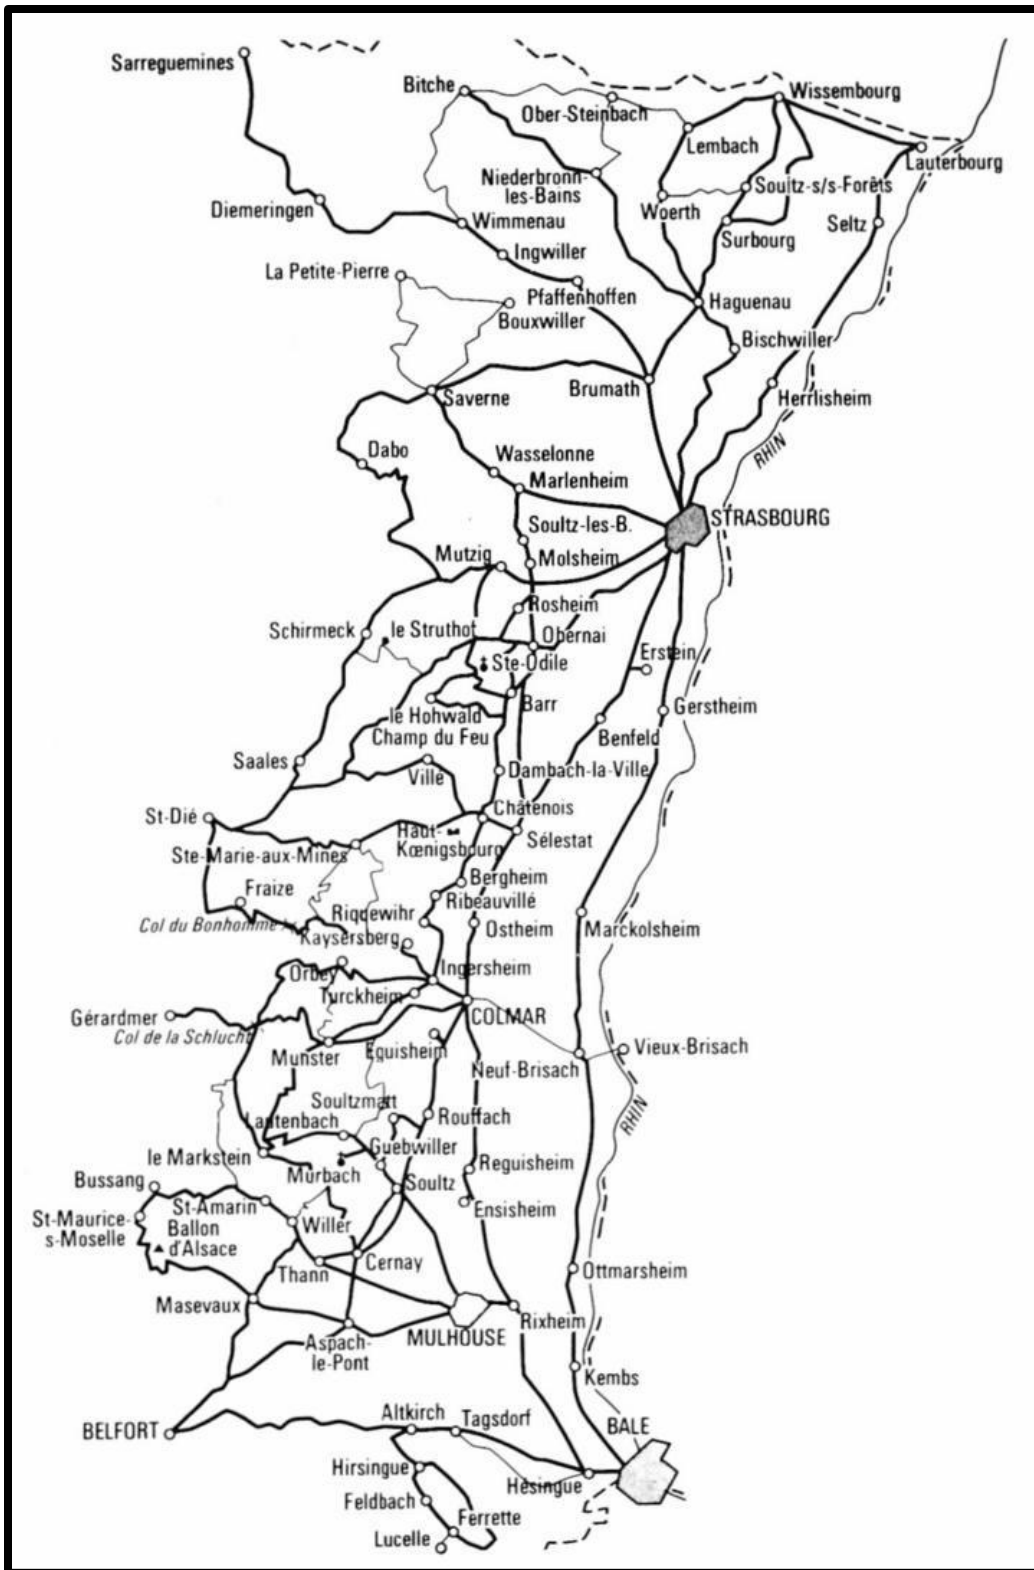 Sarreguemines
Bitche
Ober-Steinbach
Wissembourg
Lembach
Lauterbourg
Niederbronn-
les-Bains
Soultz-s/s-Forêts
Diemeringen
Wimmenau
Woerth
Surbourg
Seltz
Ingwiller
La Petite-Pierre
Pfaffenhoffen
Bouxwiller
Haguenau
Bischwiller
Brumath
Saverne
Herrlisheim
Dabo
Wasselonne
RHIN
Marlenheim
STRASBOURG
Soultz-les-B.
Mutzig
Molsheim
Rosheim
Schirmeck
le Struthof
Obernai
Ste-Odile
Erstein
Barr
Gerstheim
le Hohwald
Champ du Feu
Benfeld
Saales
Villé
Dambach-la-Ville
St-Dié
Châtenois
Haut-
Kœnigsbourg
Sélestat
Ste-Marie-aux-Mines
Bergheim
Fraize
Ribeauvillé
Col du Bonhomme
Riquewihr
Ostheim
Marckolsheim
Kaysersberg
Orbey
Ingersheim
Turckheim
Gérardmer
COLMAR
Col de la Schlucht
Munster
Eguisheim
Neuf-Brisach
Vieux-Brisach
Soultzmatt
Rouffach
RHIN
Lautenbach
Guebwiller
le Markstein
Murbach
Reguisheim
Bussang
Soultz
St-Amarin
Ensisheim
St-Maurice-
s-Moselle
Ballon
d'Alsace
Willer
Cernay
Thann
Ottmarsheim
Masevaux
Rixheim
MULHOUSE
Aspach-
le-Pont
Kembs
BELFORT
Altkirch
Tagsdorf
BALE
Hirsingue
Hésingue
Feldbach
Ferrette
Lucelle